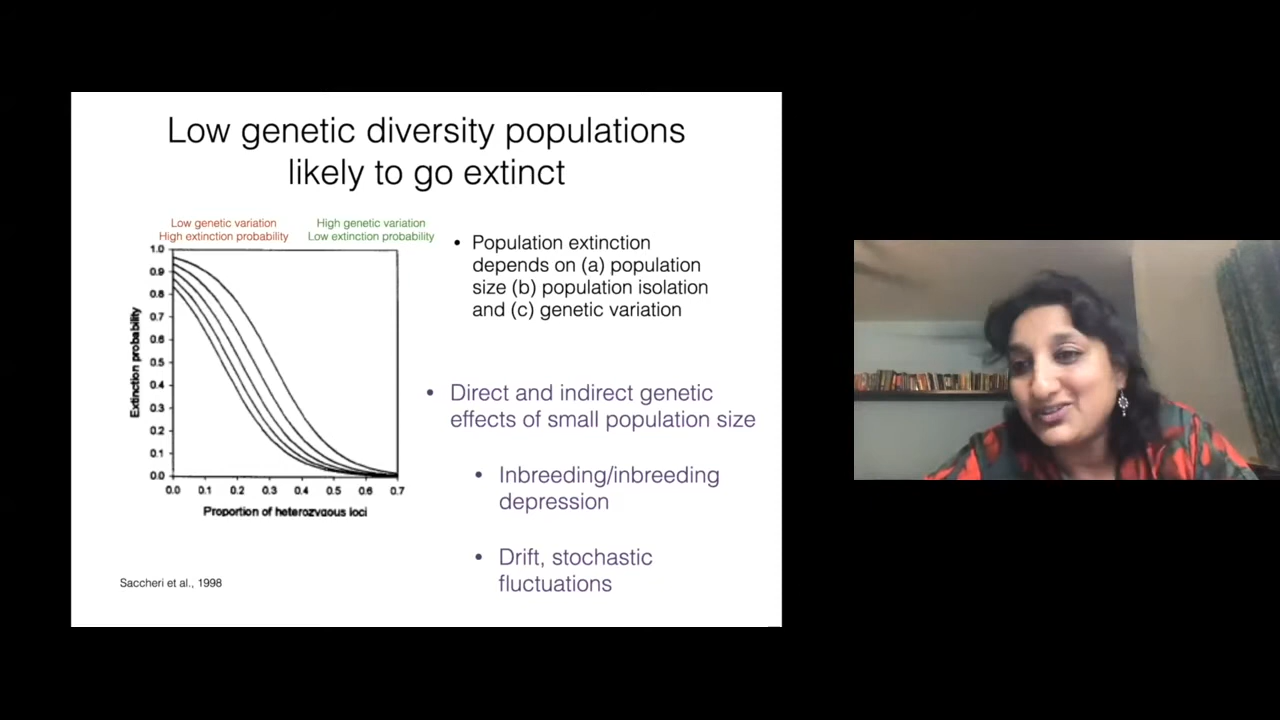 Low genetic diversity populations
likely to go extinct
Low genetic variation
High extinction probability
High genetic variation
Low extinction probability
1.0
0.9
0.8
0.7
0.6
0.5
0.4
0.3
0.2
0.1
0.0
Extinction probability
0.0 0.1 0.2 0.3 0.4 0.5 0.6 0.7
Proportion of heterozygous loci
• Population extinction
depends on (a) population
size (b) population isolation
and (c) genetic variation
• Direct and indirect genetic
effects of small population size
• Inbreeding/inbreeding
depression
• Drift, stochastic
fluctuations
Saccheri et al., 1998